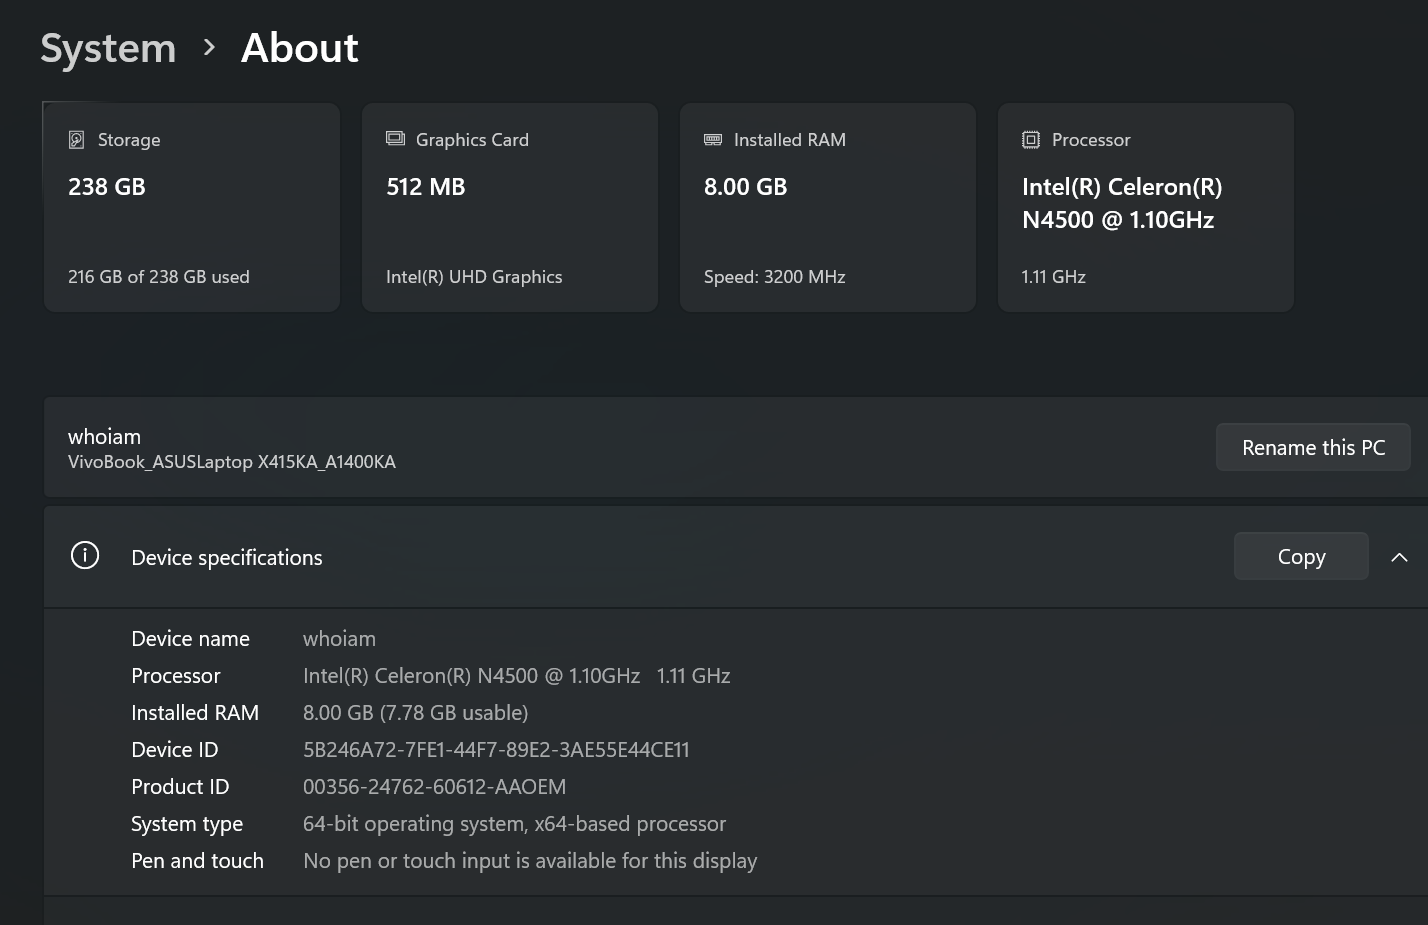 System > About
Storage
238 GB
216 GB of 238 GB used
Graphics Card
512 MB
Intel(R) UHD Graphics
Installed RAM
8.00 GB
Speed: 3200 MHz
Processor
Intel(R) Celeron(R)
N4500 @ 1.10GHz
1.11 GHz
whoiam
VivoBook_ASUSLaptop X415KA_A1400KA
Rename this PC
Device specifications
Copy
Device name whoiam
Processor Intel(R) Celeron(R) N4500 @ 1.10GHz 1.11 GHz
Installed RAM 8.00 GB (7.78 GB usable)
Device ID 5B246A72-7FE1-44F7-89E2-3AE55E44CE11
Product ID 00356-24762-60612-AAOEM
System type 64-bit operating system, x64-based processor
Pen and touch No pen or touch input is available for this display